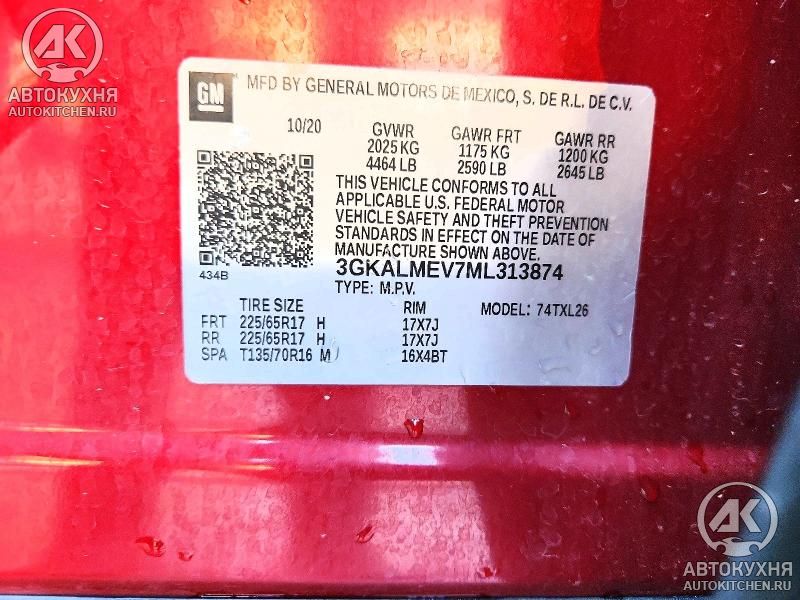 АК
АВТОКУХНЯ
AUTOKITCHEN.RU
GM
MFD BY GENERAL MOTORS DE MEXICO, S. DE R.L. DE C.V.
10/20 GVWR GAWR FRT GAWR RR
2025 KG 1175 KG 1200 KG
4464 LB 2590 LB 2645 LB
THIS VEHICLE CONFORMS TO ALL
APPLICABLE U.S. FEDERAL MOTOR
VEHICLE SAFETY AND THEFT PREVENTION
STANDARDS IN EFFECT ON THE DATE OF
MANUFACTURE SHOWN ABOVE.
434B
3GKALMEV7ML313874
TYPE: M.P.V.
TIRE SIZE RIM MODEL: 74TXL26
FRT 225/65R17 H 17X7J
RR 225/65R17 H 17X7J
SPA T135/70R16 M 16X4BT
АК
АВТОКУХНЯ
AUTOKITCHEN.RU